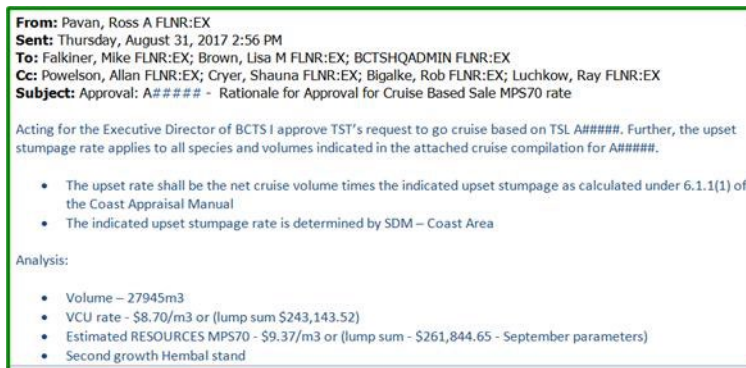 From: Pavan, Ross A FLNR:EX
Sent: Thursday, August 31, 2017 2:56 PM
To: Falkiner, Mike FLNR:EX; Brown, Lisa M FLNR:EX; BCTSHQADMIN FLNR:EX
Cc: Powelson, Allan FLNR:EX; Cryer, Shauna FLNR:EX; Bigalke, Rob FLNR:EX; Luchkow, Ray FLNR:EX
Subject: Approval: A##### - Rationale for Approval for Cruise Based Sale MPS70 rate
Acting for the Executive Director of BCTS I approve TST's request to go cruise based on TSL A#####. Further, the upset
stumpage rate applies to all species and volumes indicated in the attached cruise compilation for A#####.
• The upset rate shall be the net cruise volume times the indicated upset stumpage as calculated under 6.1.1(1) of
the Coast Appraisal Manual
• The indicated upset stumpage rate is determined by SDM – Coast Area
Analysis:
• Volume – 27945m3
• VCU rate - $8.70/m3 or (lump sum $243,143.52)
• Estimated RESOURCES MPS70 - $9.37/m3 or (lump sum - $261,844.65 - September parameters)
• Second growth Hembal stand